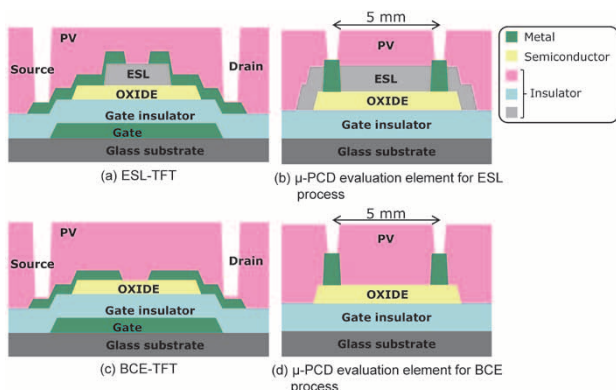 5 mm
PV
Source
Drain
ESL
OXIDE
Gate insulator
Gate
Glass substrate
(a) ESL-TFT
PV
ESL
OXIDE
Gate insulator
Glass substrate
(b) μ-PCD evaluation element for ESL
process
Metal
Semiconductor
Insulator
PV
Source
Drain
OXIDE
Gate insulator
Gate
Glass substrate
(c) BCE-TFT
5 mm
PV
OXIDE
Gate insulator
Glass substrate
(d) μ-PCD evaluation element for BCE
process